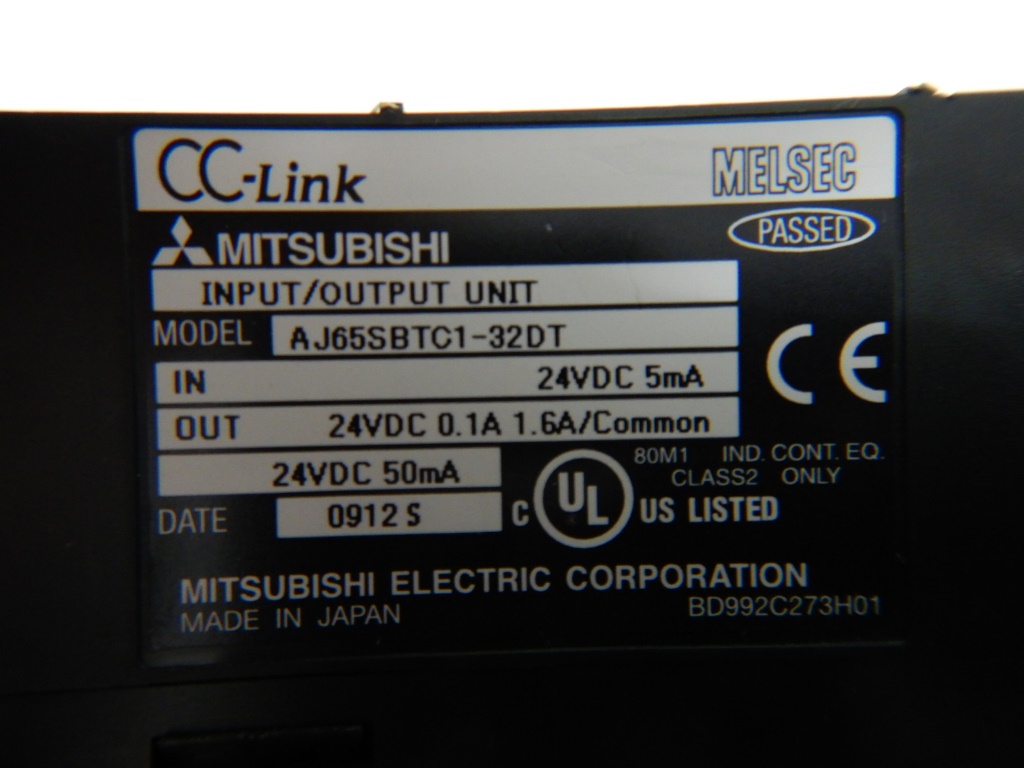 CC-Link MELSEC
MITSUBISHI PASSED
INPUT/OUTPUT UNIT
MODEL AJ65SBTC1-32DT
IN 24VDC 5mA CE
OUT 24VDC 0.1A 1.6A/Common
24VDC 50mA
80M1 IND. CONT. EQ.
CLASS2 ONLY
DATE 0912 S
C UL US LISTED
MITSUBISHI ELECTRIC CORPORATION
MADE IN JAPAN BD992C273H01